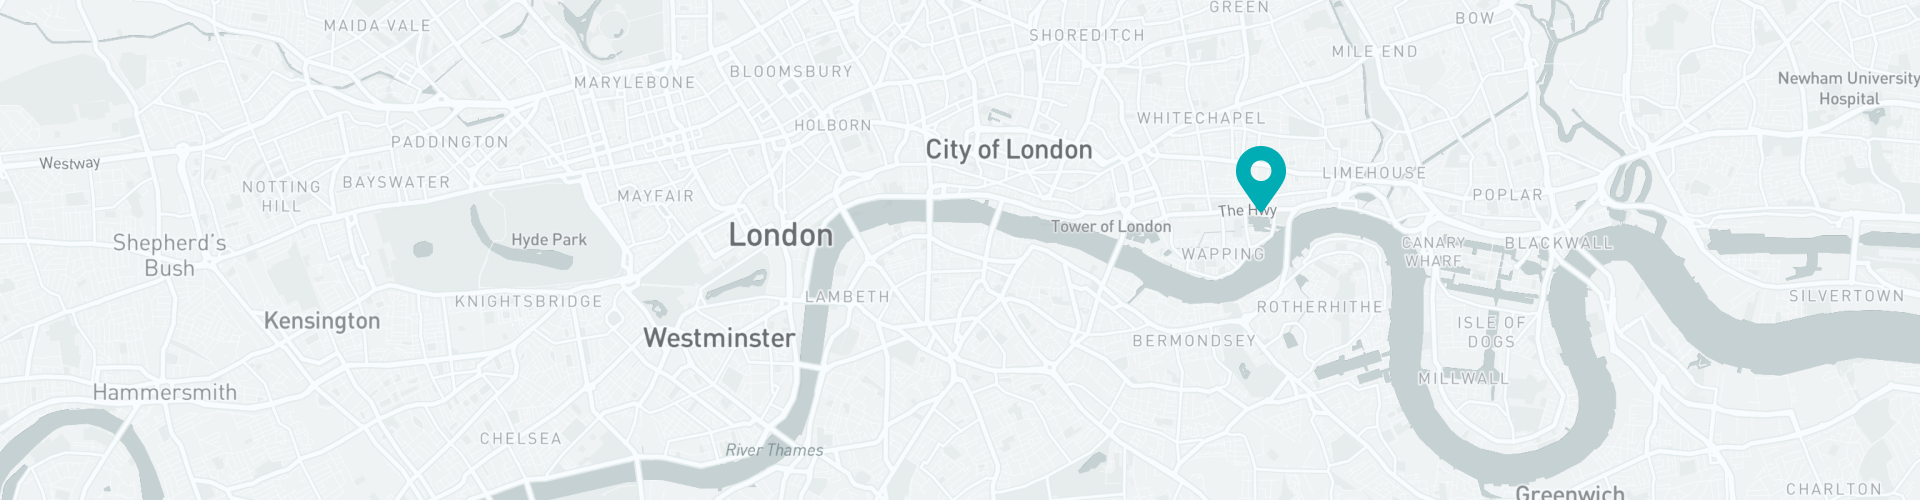 GREEN
BOW
MAIDA VALE
SHOREDITCH
MILE END
BLOOMSBURY
MARYLEBONE
Newham University
Hospital
WHITECHAPEL
HOLBORN
PADDINGTON
City of London
Westway
LIMEHOUSE
NOTTING
HILL
BAYSWATER
MAYFAIR
POPLAR
The Hwy
Tower of London
London
Hyde Park
Shepherd's
Bush
WAPPING
CANARY
WHARF
BLACKWALL
LAMBETH
KNIGHTSBRIDGE
SILVERTOWN
ROTHERHITHE
Kensington
ISLE OF
DOGS
Westminster
BERMONDSEY
MILLWALL
Hammersmith
CHELSEA
River Thames
CHARLTON
Greenwich